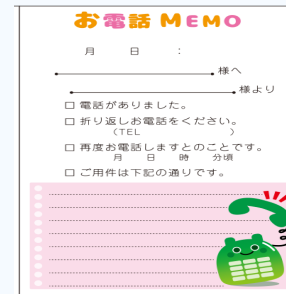 お電話 MEMO
月 日 :
様へ
様より
□ 電話がありました。
□ 折り返しお電話をください。
(TEL )
□ 再度お電話しますとのことです。
月 日 時 分頃
□ ご用件は下記の通りです。